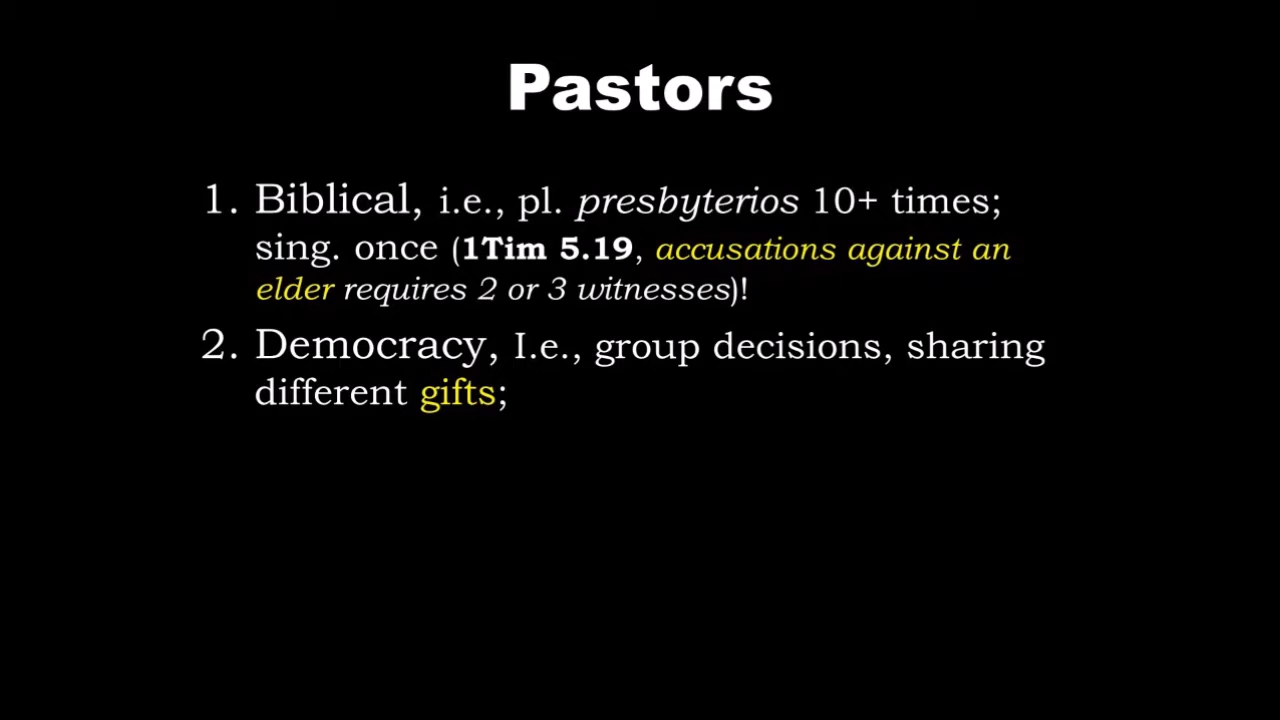 Pastors
1. Biblical, i.e., pl. presbyterios 10+ times;
sing. once (1Tim 5.19, accusations against an
elder requires 2 or 3 witnesses)!
2. Democracy, I.e., group decisions, sharing
different gifts;